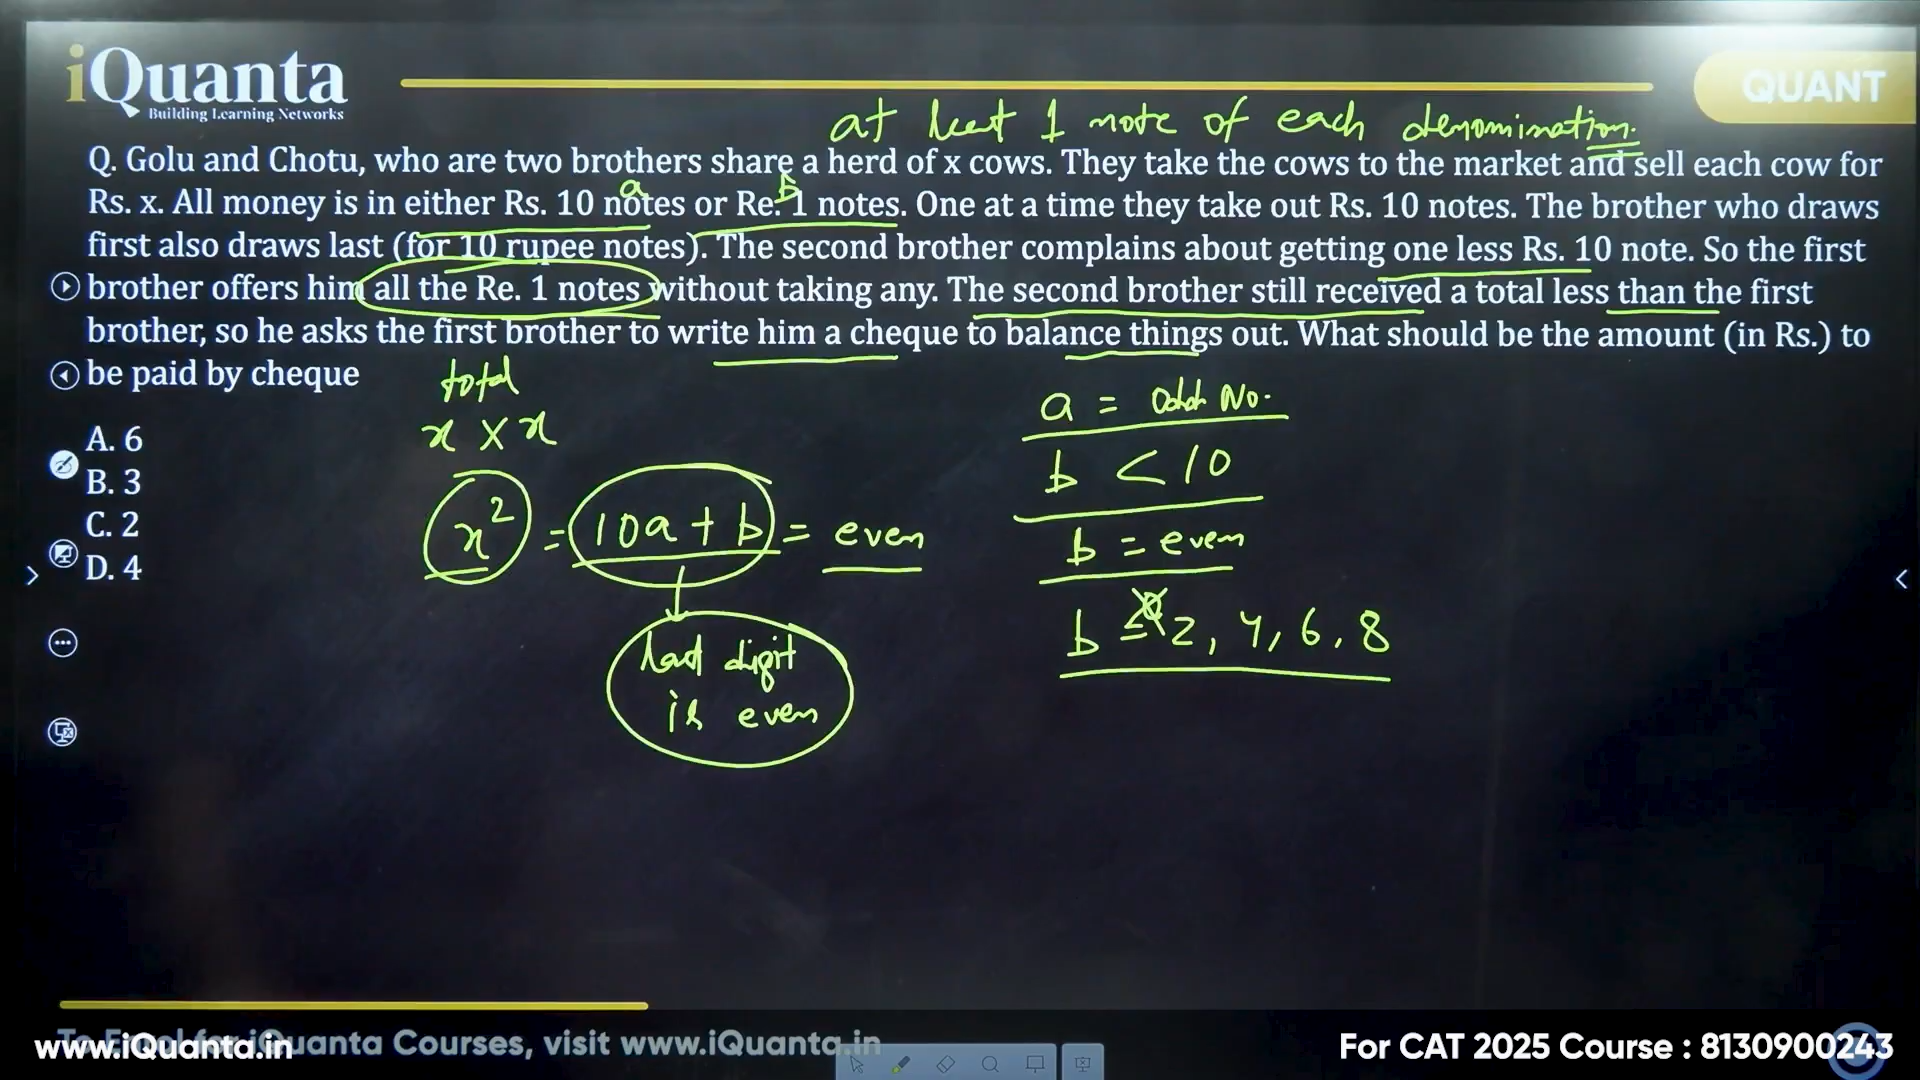 iQuanta
Building Learning Networks
QUANT
at least 1 note of each denomination.
Q. Golu and Chotu, who are two brothers share a herd of x cows. They take the cows to the market and sell each cow for
a b
Rs. x. All money is in either Rs. 10 notes or Re. 1 notes. One at a time they take out Rs. 10 notes. The brother who draws
first also draws last (for 10 rupee notes). The second brother complains about getting one less Rs. 10 note. So the first
brother offers him all the Re. 1 notes without taking any. The second brother still received a total less than the first
brother, so he asks the first brother to write him a cheque to balance things out. What should be the amount (in Rs.) to
be paid by cheque
A. 6
B. 3
C. 2
D. 4
total
x × x
x² = 10a + b = even
last digit
is even
a = Odd No.
b < 10
b = even
b = 2, 4, 6, 8
www.iQuanta.in
Quanta Courses, visit www.iQuanta.in
For CAT 2025 Course : 8130900243